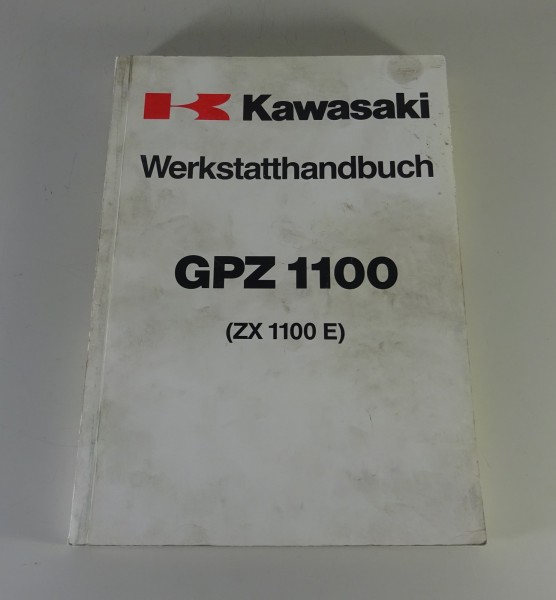 Kawasaki
Werkstatthandbuch
GPZ 1100
(ZX 1100 E)